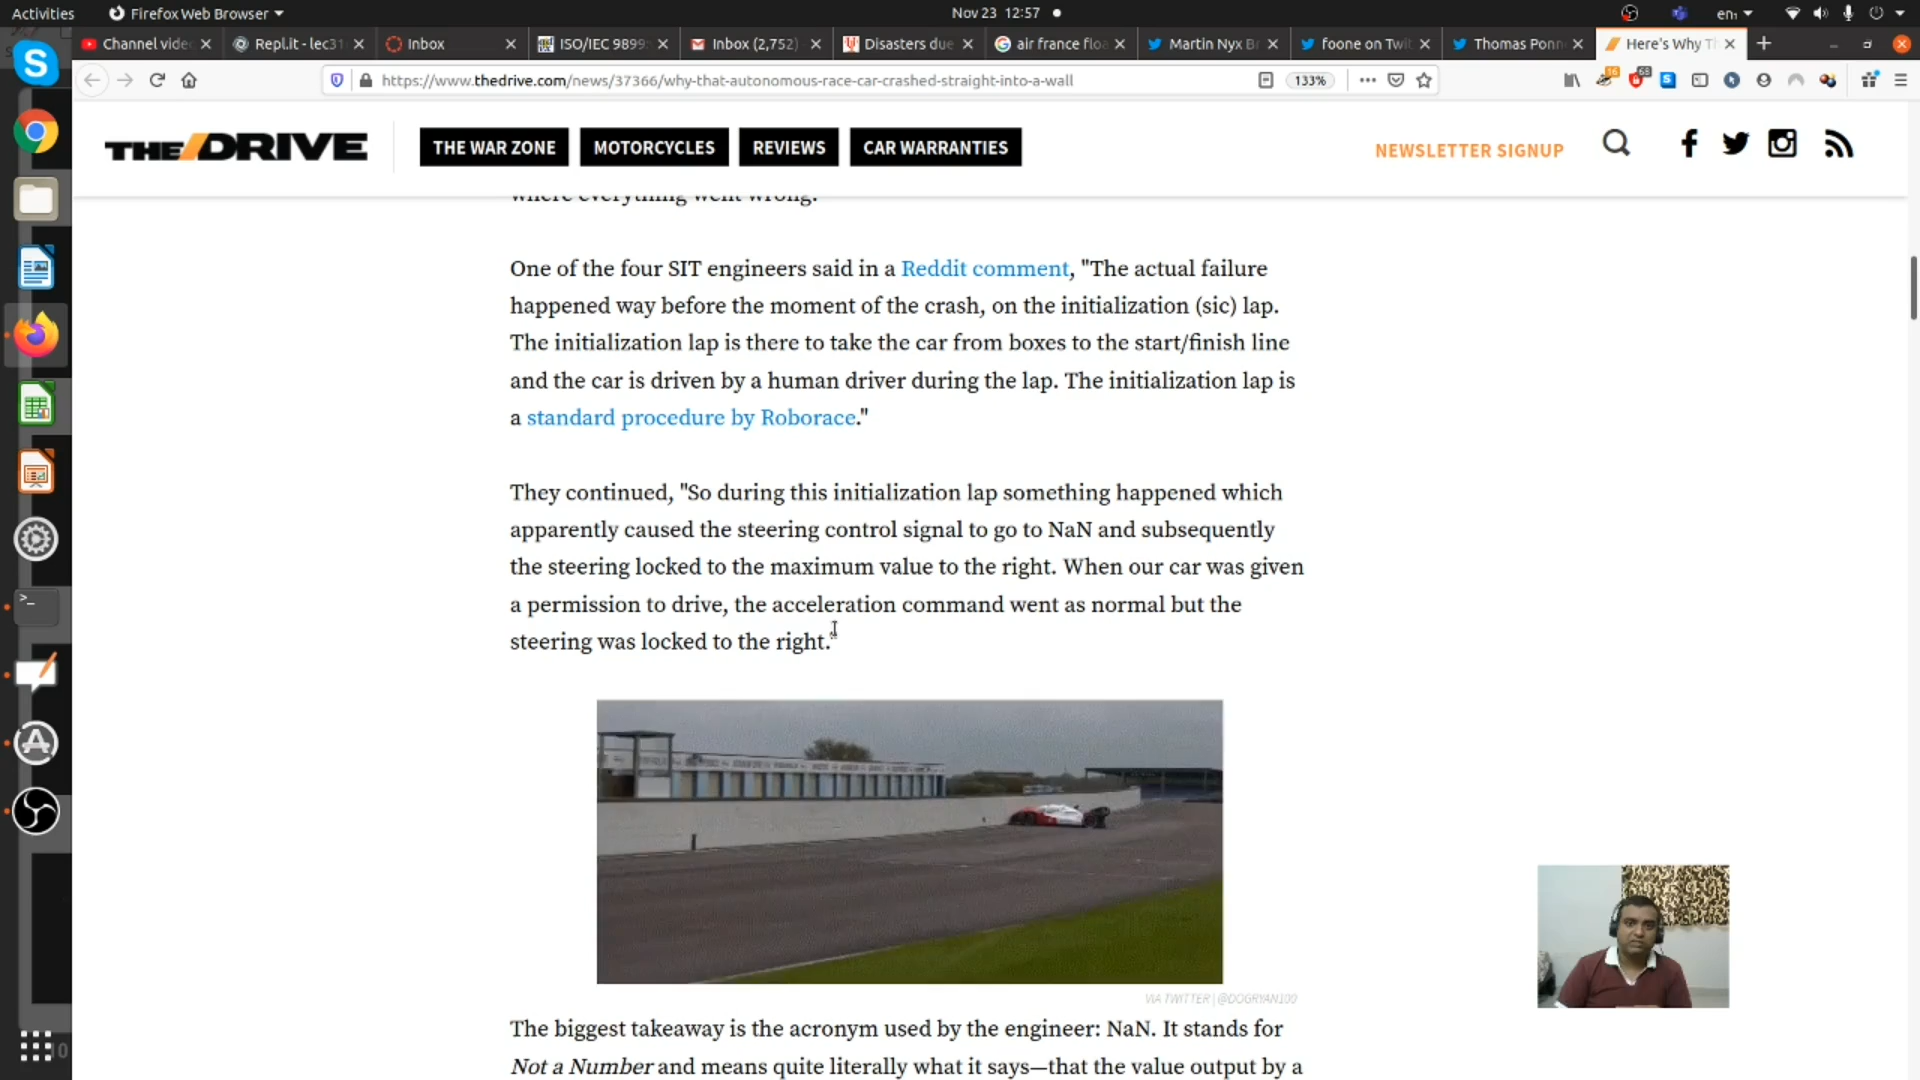 Activities
Firefox Web Browser
Nov 23 12:57
en₁
Channel vide
Repl.it - lec31
Inbox
ISO/IEC 9899:
Inbox (2,752)
Disasters due
air france floa
Martin Nyx B
foone on Twit
Thomas Ponn
Here's Why T
https://www.thedrive.com/news/37366/why-that-autonomous-race-car-crashed-straight-into-a-wall
133%
THE DRIVE
THE WAR ZONE
MOTORCYCLES
REVIEWS
CAR WARRANTIES
NEWSLETTER SIGNUP
where everything went wrong.
One of the four SIT engineers said in a Reddit comment, "The actual failure
happened way before the moment of the crash, on the initialization (sic) lap.
The initialization lap is there to take the car from boxes to the start/finish line
and the car is driven by a human driver during the lap. The initialization lap is
a standard procedure by Roborace."
They continued, "So during this initialization lap something happened which
apparently caused the steering control signal to go to NaN and subsequently
the steering locked to the maximum value to the right. When our car was given
a permission to drive, the acceleration command went as normal but the
steering was locked to the right."
VIA TWITTER | @DOGRYAN100
The biggest takeaway is the acronym used by the engineer: NaN. It stands for
Not a Number and means quite literally what it says—that the value output by a